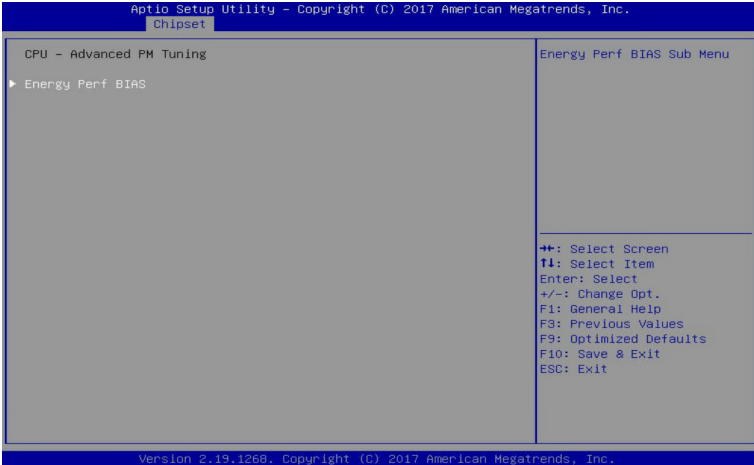 Aptio Setup Utility – Copyright (C) 2017 American Megatrends, Inc.
Chipset
CPU – Advanced PM Tuning
▶ Energy Perf BIAS
Energy Perf BIAS Sub Menu
→←: Select Screen
↑↓: Select Item
Enter: Select
+/-: Change Opt.
F1: General Help
F3: Previous Values
F9: Optimized Defaults
F10: Save & Exit
ESC: Exit
Version 2.19.1268. Copyright (C) 2017 American Megatrends, Inc.